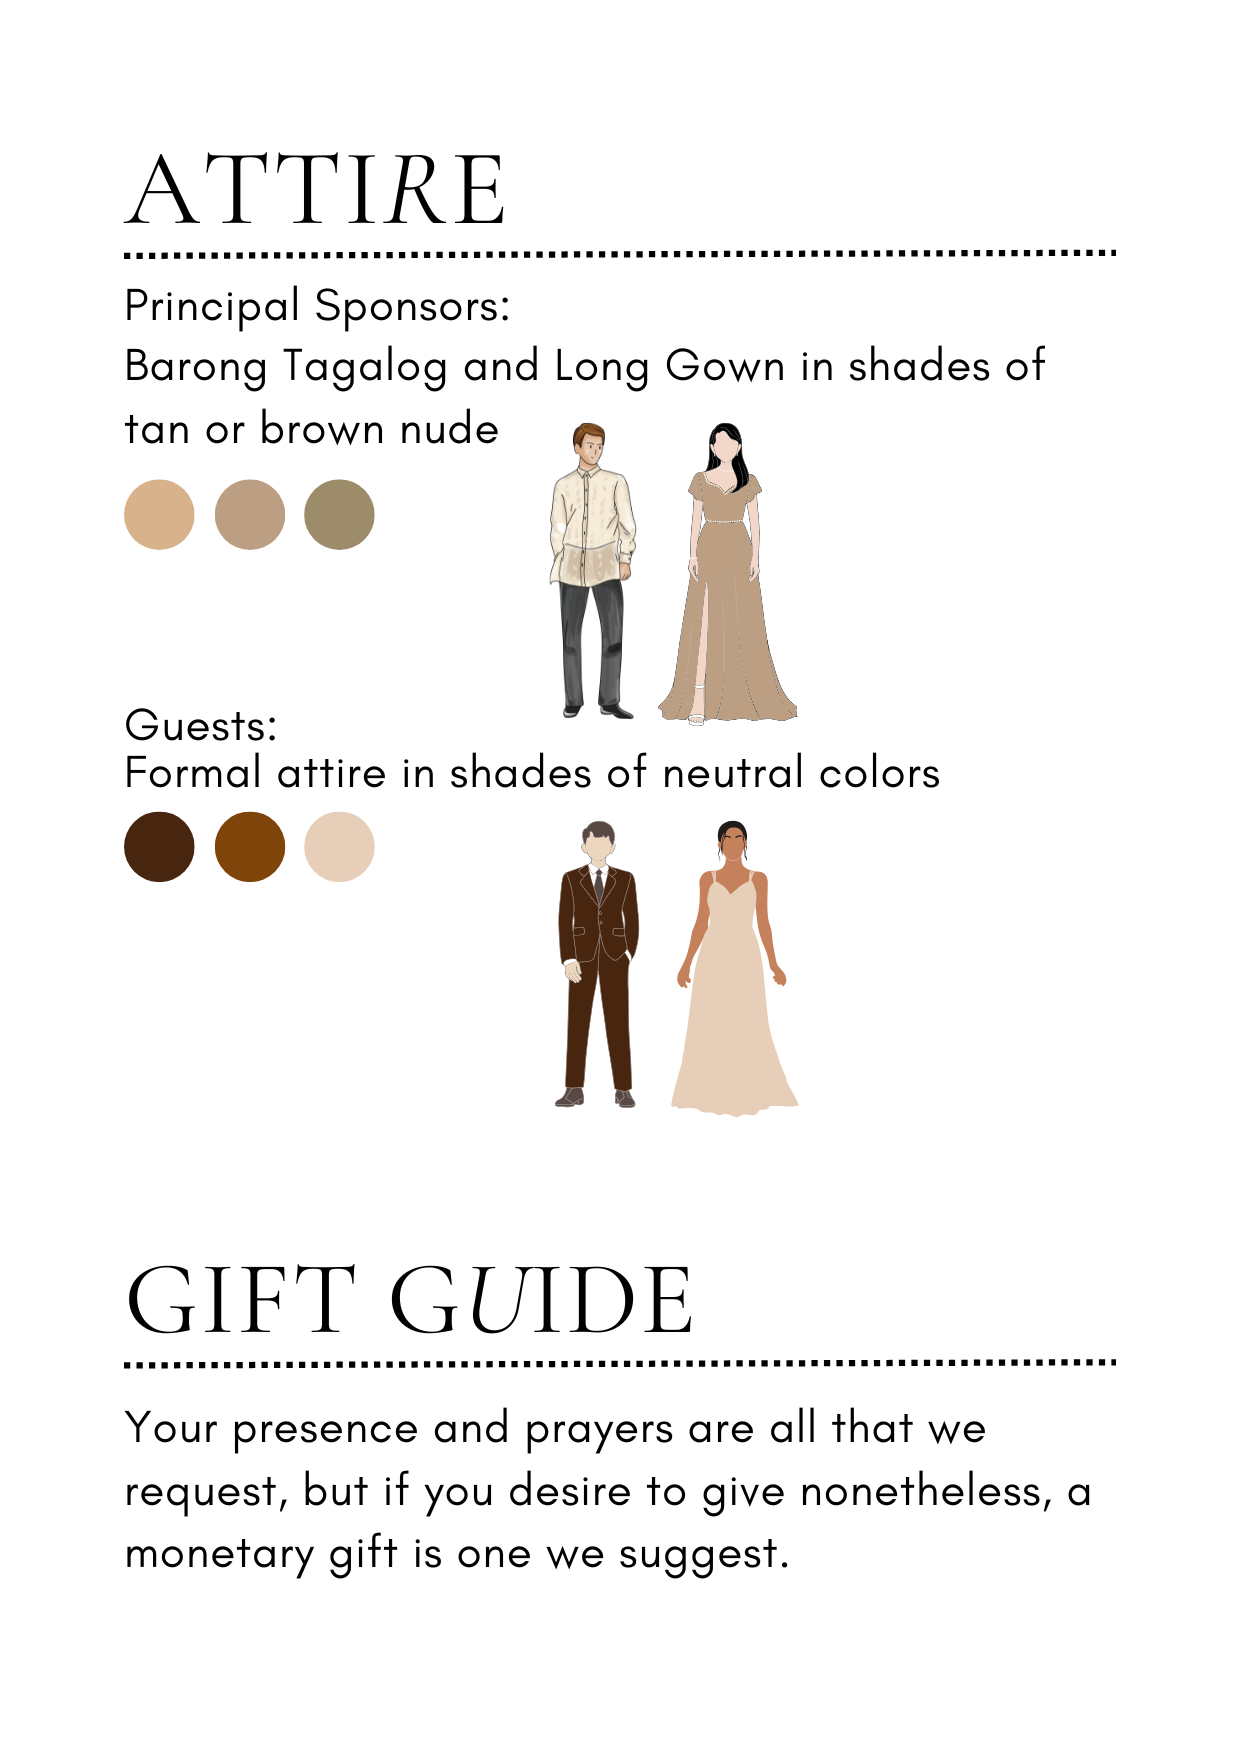 ATTIRE
Principal Sponsors:
Barong Tagalog and Long Gown in shades of
tan or brown nude
Guests:
Formal attire in shades of neutral colors
GIFT GUIDE
Your presence and prayers are all that we
request, but if you desire to give nonetheless, a
monetary gift is one we suggest.